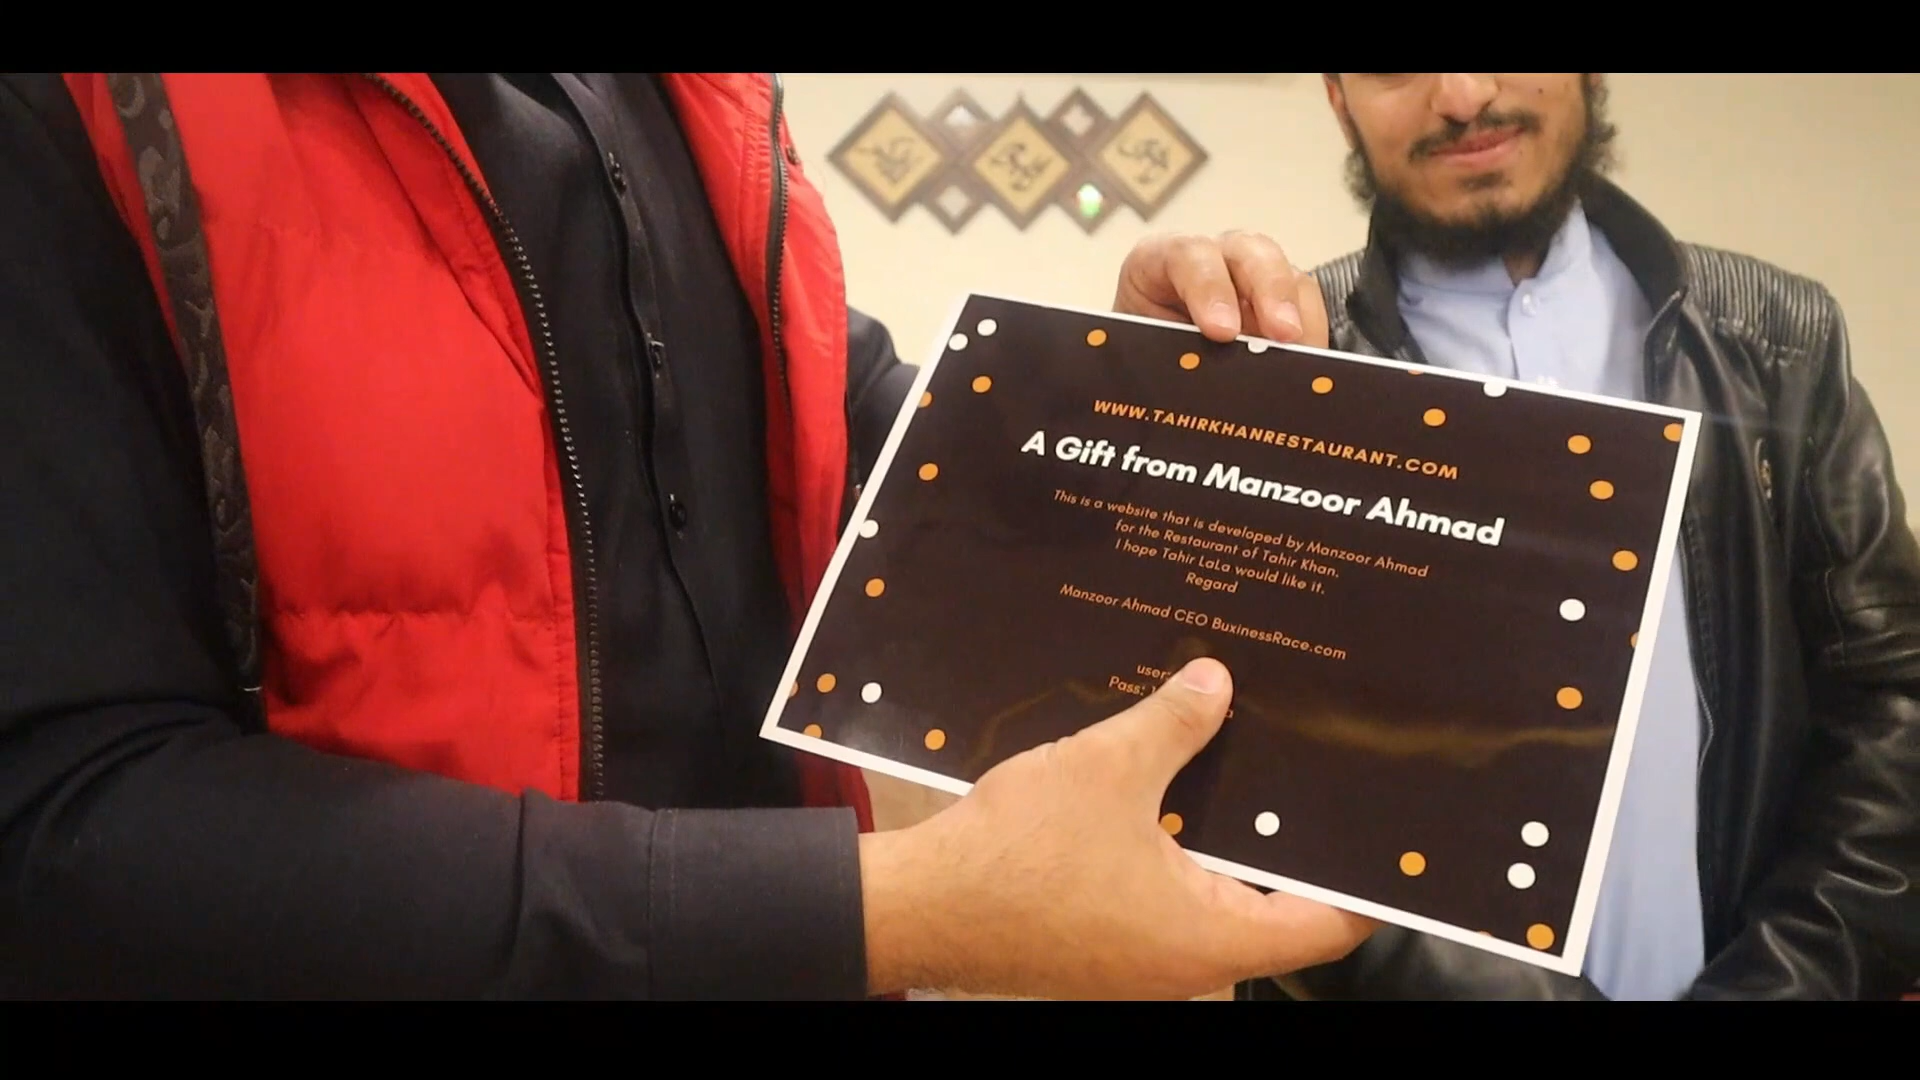 WWW.TAHIRKHANRESTAURANT.COM
A Gift from Manzoor Ahmad
This is a website that is developed by Manzoor Ahmad
for the Restaurant of Tahir Khan.
I hope Tahir LaLa would like it.
Regard
Manzoor Ahmad CEO BuxinessRace.com
user:
Pass: